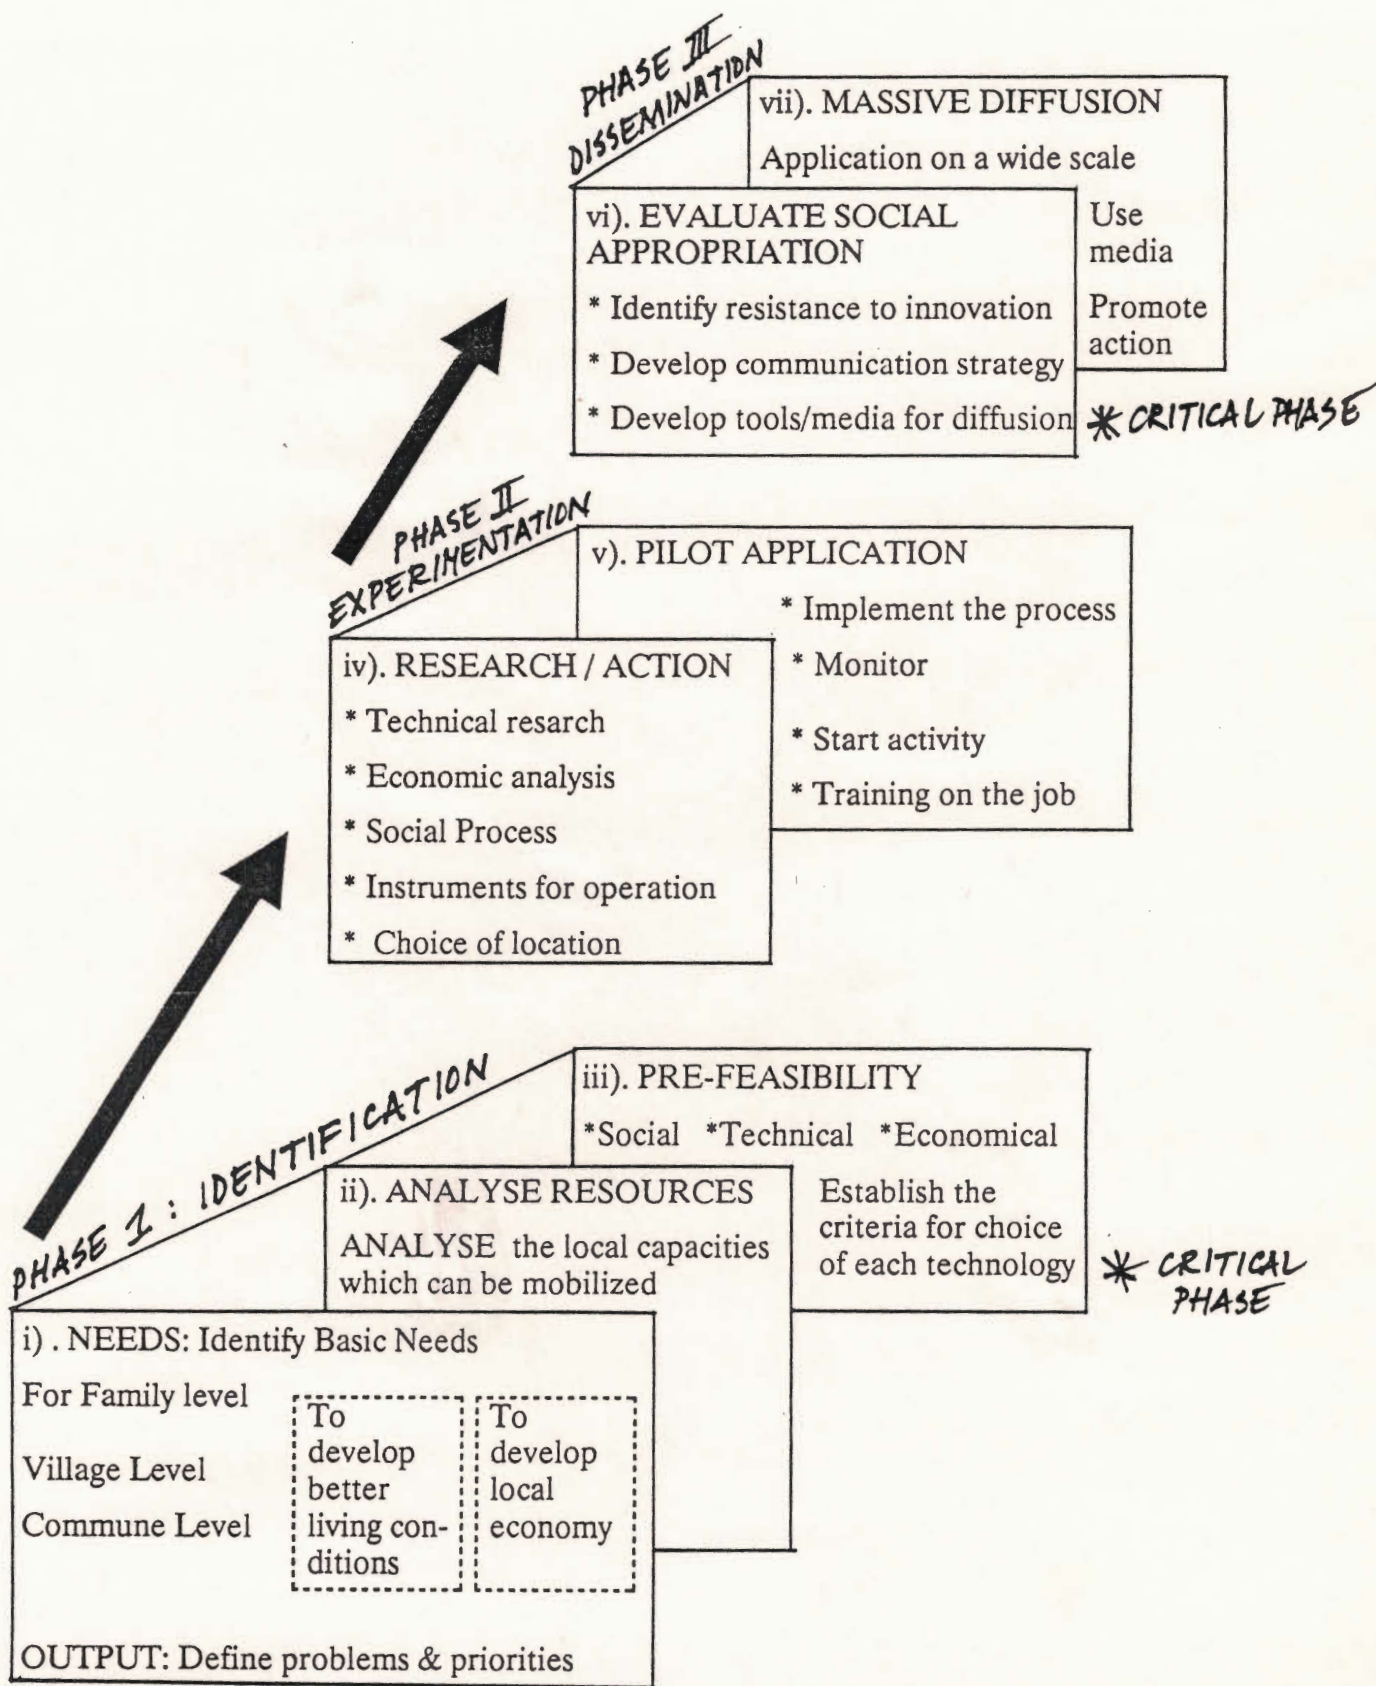 PHASE III
DISSEMINATION
vii). MASSIVE DIFFUSION
Application on a wide scale
Use
media
Promote
action
vi). EVALUATE SOCIAL
APPROPRIATION
* Identify resistance to innovation
* Develop communication strategy
* Develop tools/media for diffusion
* CRITICAL PHASE
PHASE II
EXPERIMENTATION
v). PILOT APPLICATION
* Implement the process
* Monitor
* Start activity
* Training on the job
iv). RESEARCH / ACTION
* Technical resarch
* Economic analysis
* Social Process
* Instruments for operation
* Choice of location
PHASE 1 : IDENTIFICATION
iii). PRE-FEASIBILITY
*Social *Technical *Economical
Establish the
criteria for choice
of each technology
* CRITICAL
PHASE
ii). ANALYSE RESOURCES
ANALYSE the local capacities
which can be mobilized
i) . NEEDS: Identify Basic Needs
For Family level
Village Level
Commune Level
To
develop
better
living con-
ditions
To
develop
local
economy
OUTPUT: Define problems & priorities